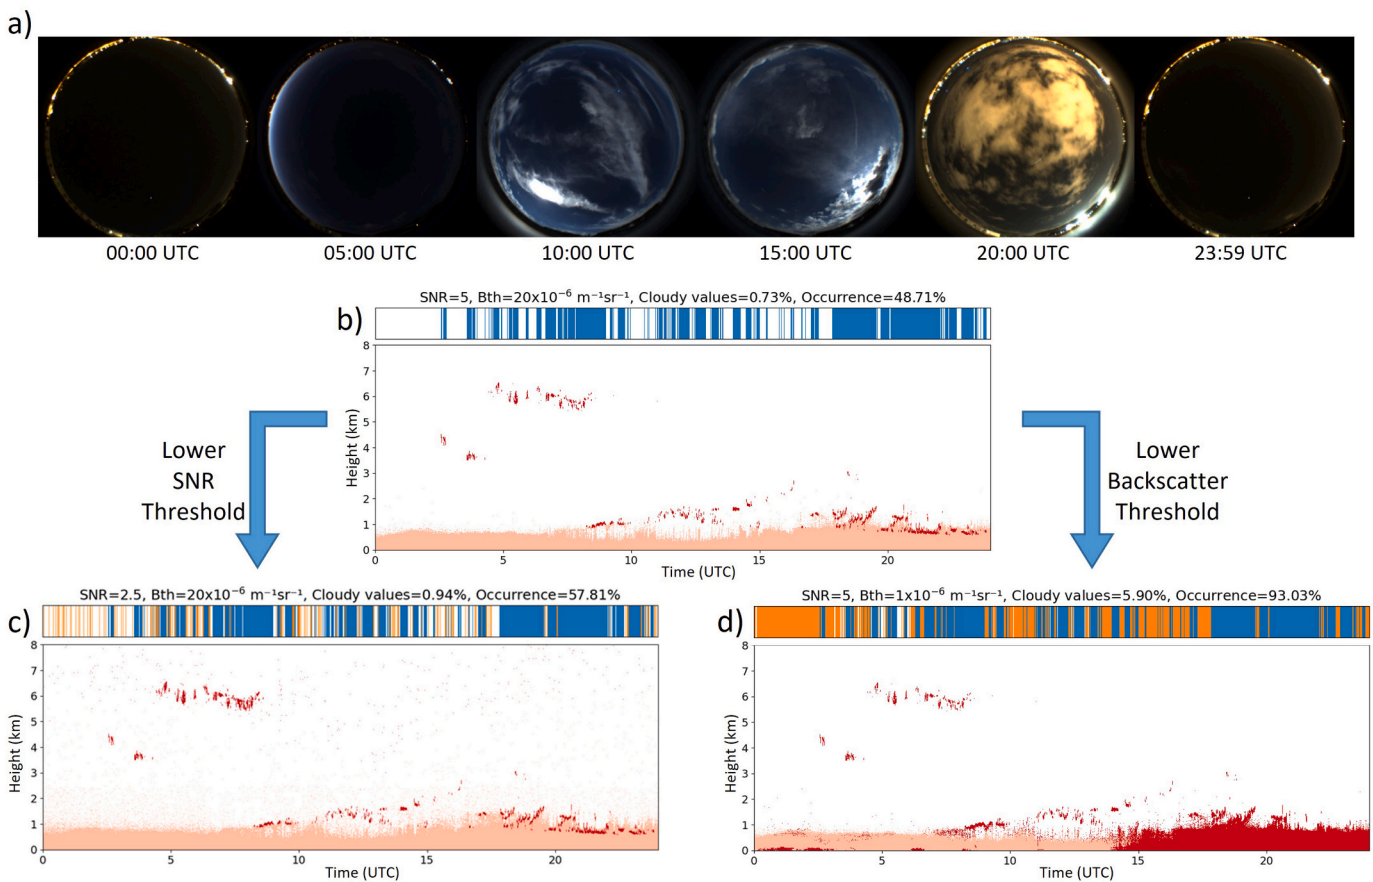 a)
00:00 UTC
05:00 UTC
10:00 UTC
15:00 UTC
20:00 UTC
23:59 UTC
b)
SNR=5, Bth=20x10⁻⁶ m⁻¹sr⁻¹, Cloudy values=0.73%, Occurrence=48.71%
8
7
6
5
4
3
2
1
0
Height (km)
0 5 10 15 20
Time (UTC)
Lower
SNR
Threshold
Lower
Backscatter
Threshold
c)
SNR=2.5, Bth=20x10⁻⁶ m⁻¹sr⁻¹, Cloudy values=0.94%, Occurrence=57.81%
8
7
6
5
4
3
2
1
0
Height (km)
0 5 10 15 20
Time (UTC)
d)
SNR=5, Bth=1x10⁻⁶ m⁻¹sr⁻¹, Cloudy values=5.90%, Occurrence=93.03%
8
7
6
5
4
3
2
1
0
Height (km)
0 5 10 15 20
Time (UTC)